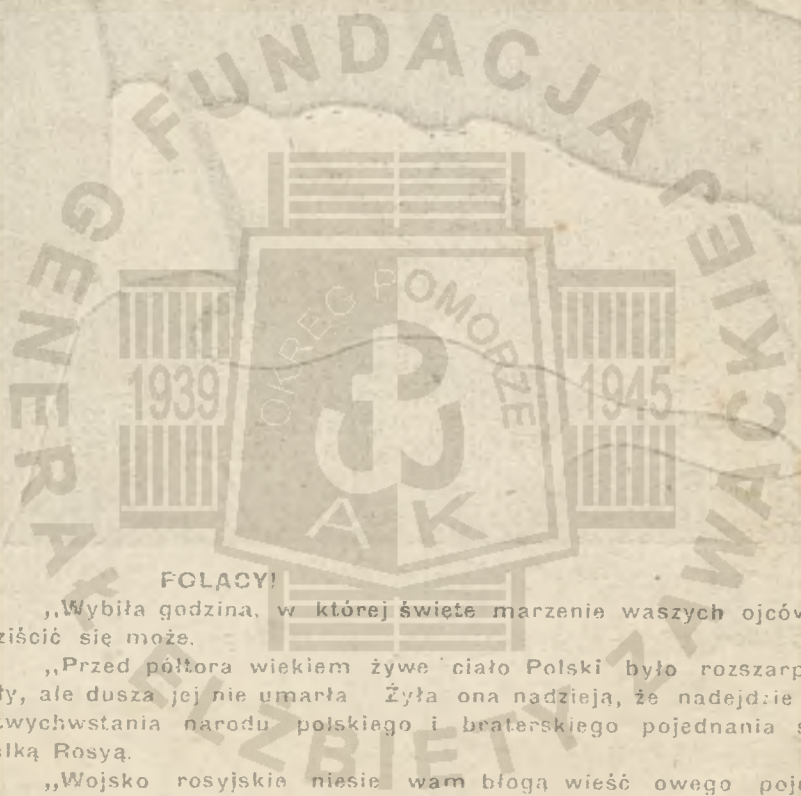 FUNDACJA
GENERAŁ ELŻBIETY ZAWACKIEJ
OKRĘG POMORZE
1939
1945
AK
POLACY!
,,Wybiła godzina, w której święte marzenie waszych ojców
ziścić się może.
,,Przed półtora wiekiem żywe ciało Polski było rozszarp
ły, ale dusza jej nie umarła Żyła ona nadzieją, że nadejdzie
wychwstania narodu polskiego i braterskiego pojednania s
lką Rosyą.
,,Wojsko rosyjskie niesie wam błogą wieść owego poj